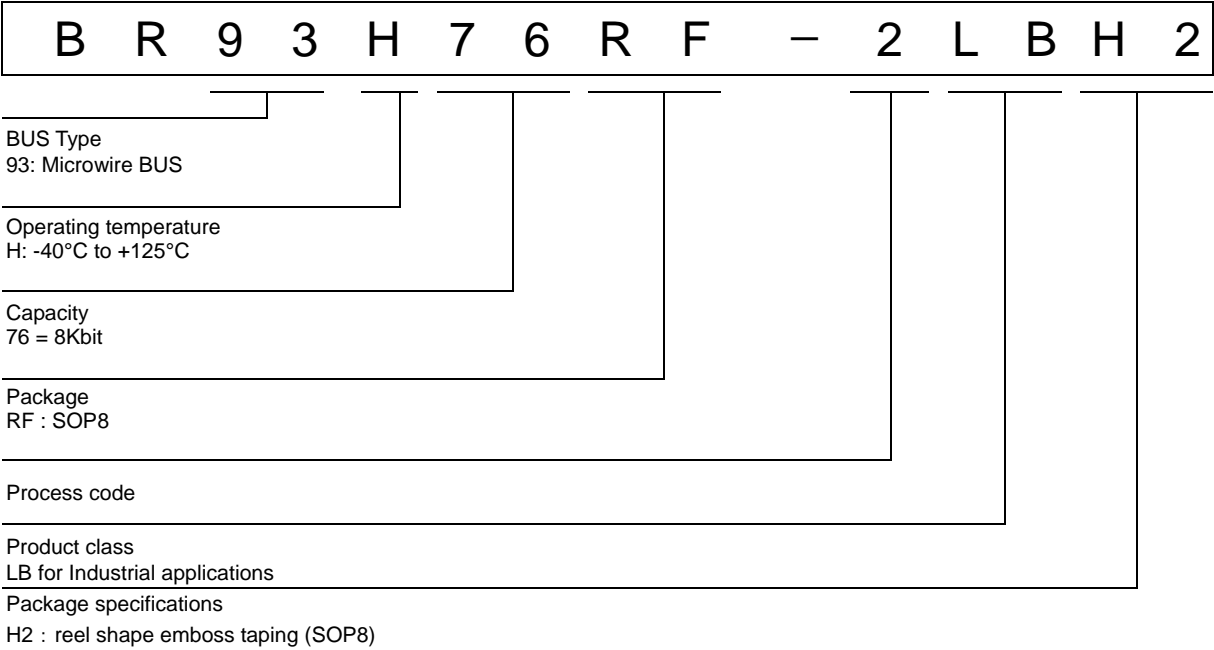 B R 9 3 H 7 6 R F − 2 L B H 2
BUS Type
93: Microwire BUS
Operating temperature
H: -40°C to +125°C
Capacity
76 = 8Kbit
Package
RF : SOP8
Process code
Product class
LB for Industrial applications
Package specifications
H2 : reel shape emboss taping (SOP8)